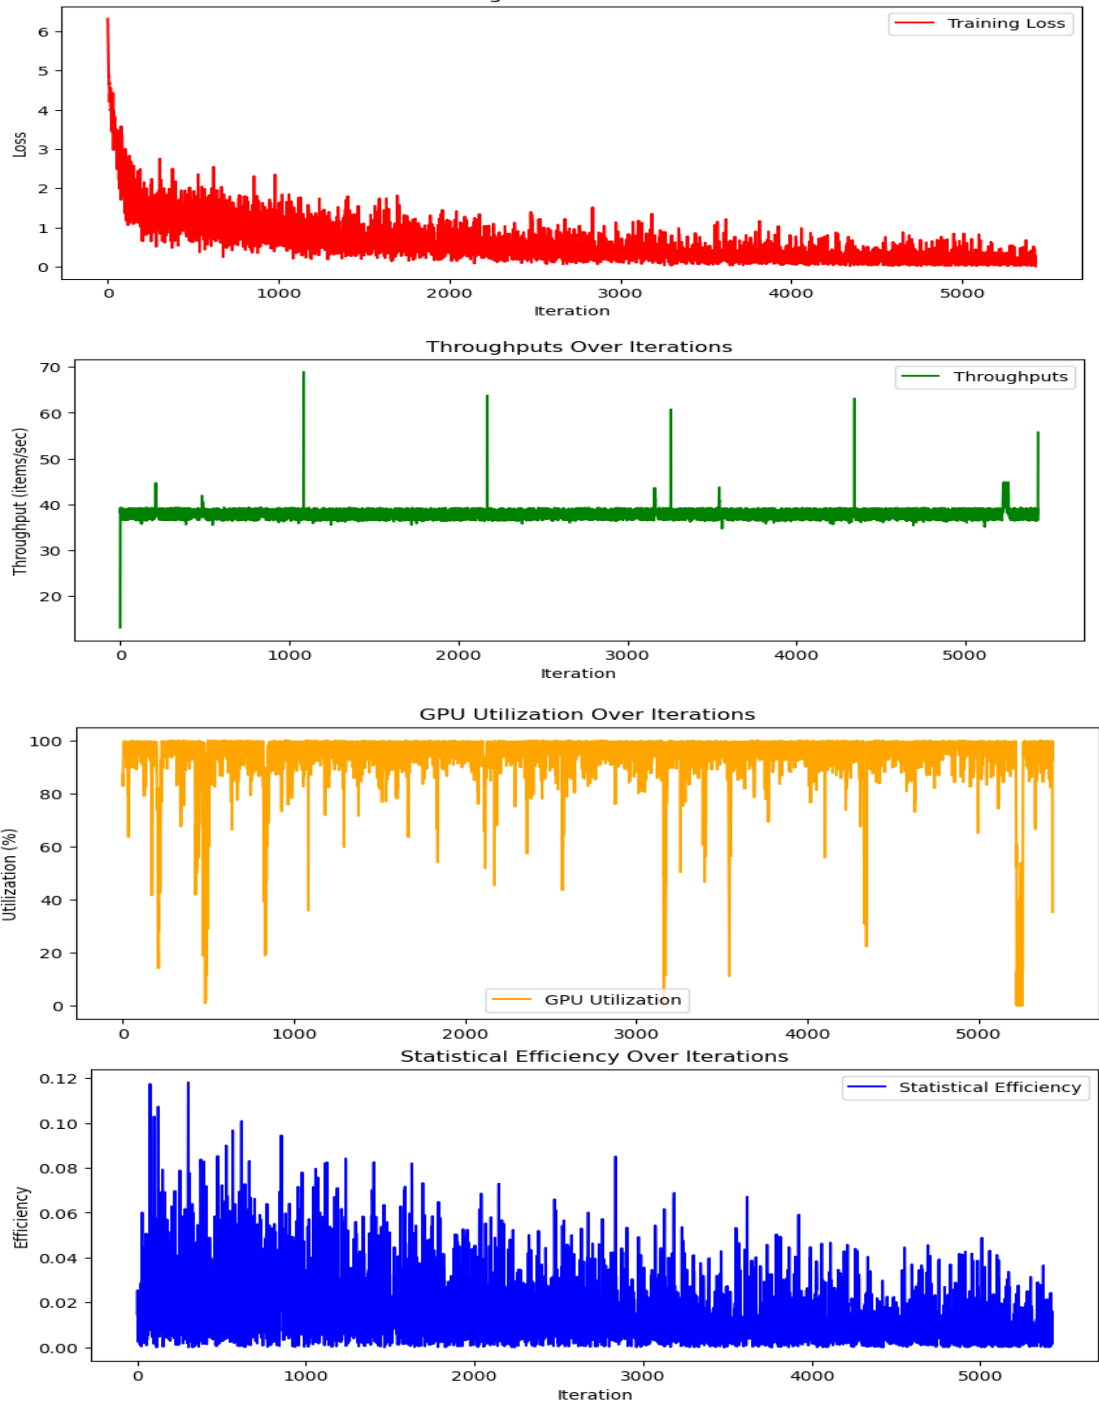 Training Loss
6
5
4
3
2
1
0
Loss
0 1000 2000 3000 4000 5000
Iteration
Throughputs Over Iterations
Throughputs
70
60
50
40
30
20
Throughput (items/sec)
0 1000 2000 3000 4000 5000
Iteration
GPU Utilization Over Iterations
100
80
60
40
20
0
Utilization (%)
GPU Utilization
0 1000 2000 3000 4000 5000
Statistical Efficiency Over Iterations
Statistical Efficiency
0.12
0.10
0.08
0.06
0.04
0.02
0.00
Efficiency
0 1000 2000 3000 4000 5000
Iteration